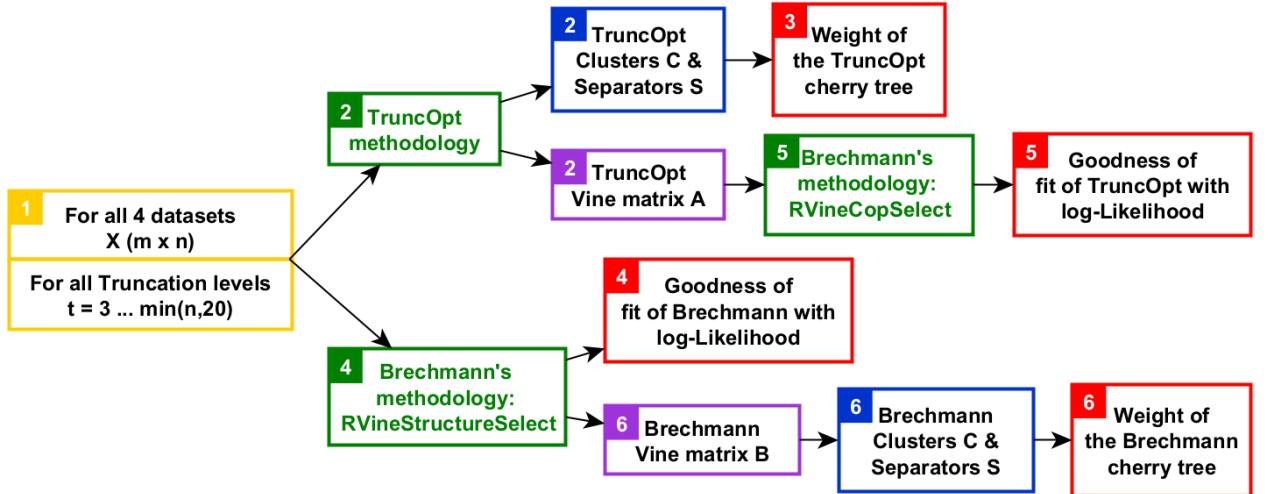 1
For all 4 datasets
X (m x n)
For all Truncation levels
t = 3 ... min(n,20)
2
TruncOpt
methodology
2
TruncOpt
Clusters C &
Separators S
3
Weight of
the TruncOpt
cherry tree
2
TruncOpt
Vine matrix A
5
Brechmann's
methodology:
RVineCopSelect
5
Goodness of
fit of TruncOpt with
log-Likelihood
4
Brechmann's
methodology:
RVineStructureSelect
4
Goodness of
fit of Brechmann with
log-Likelihood
6
Brechmann
Vine matrix B
6
Brechmann
Clusters C &
Separators S
6
Weight of
the Brechmann
cherry tree